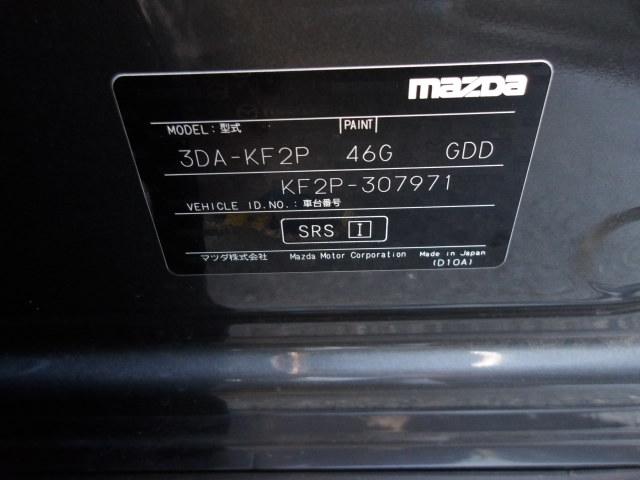 mazda
MODEL: 型式 PAINT
3DA-KF2P 46G GDD
KF2P-307971
VEHICLE ID.NO.: 車台番号
SRS I
マツダ株式会社 Mazda Motor Corporation Made in Japan
(D10A)